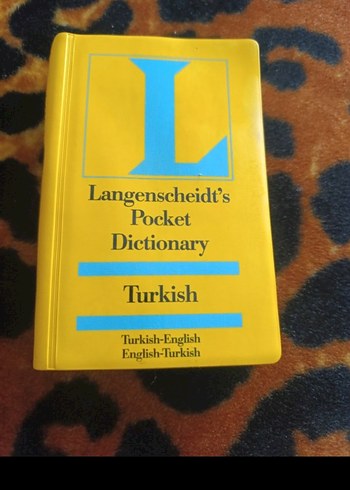 L
Langenscheidt's
Pocket
Dictionary
Turkish
Turkish-English
English-Turkish